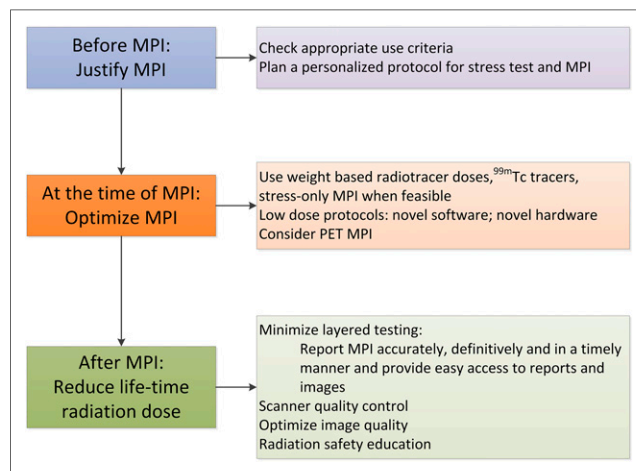 Before MPI:
Justify MPI
Check appropriate use criteria
Plan a personalized protocol for stress test and MPI
At the time of MPI:
Optimize MPI
Use weight based radiotracer doses,⁹⁹ᵐTc tracers,
stress-only MPI when feasible
Low dose protocols: novel software; novel hardware
Consider PET MPI
After MPI:
Reduce life-time
radiation dose
Minimize layered testing:
Report MPI accurately, definitively and in a timely
manner and provide easy access to reports and
images
Scanner quality control
Optimize image quality
Radiation safety education